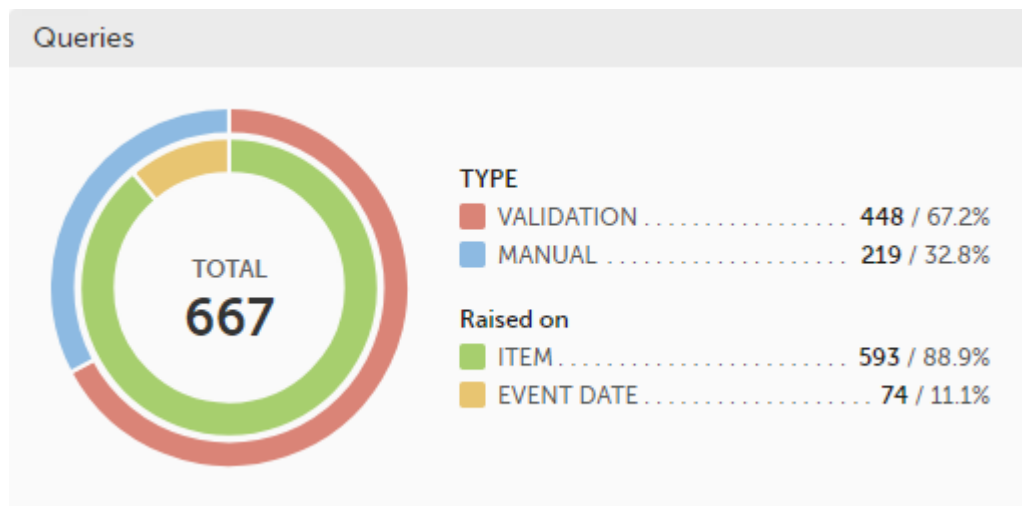 Queries
TOTAL
667
TYPE
VALIDATION . . . . . . . . . . . . . . . . . 448 / 67.2%
MANUAL . . . . . . . . . . . . . . . . . . . . 219 / 32.8%
Raised on
ITEM . . . . . . . . . . . . . . . . . . . . . . . . 593 / 88.9%
EVENT DATE . . . . . . . . . . . . . . . . . . . 74 / 11.1%